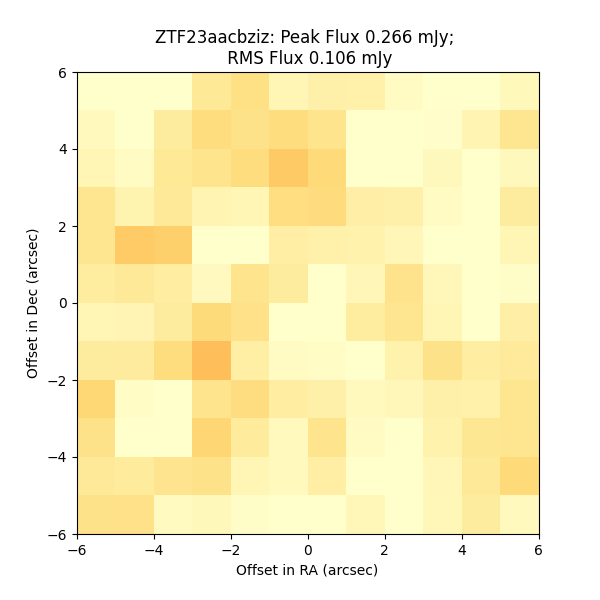 ZTF23aacbziz: Peak Flux 0.266 mJy;
RMS Flux 0.106 mJy
6
4
2
0
−2
−4
−6
Offset in Dec (arcsec)
−6 −4 −2 0 2 4 6
Offset in RA (arcsec)